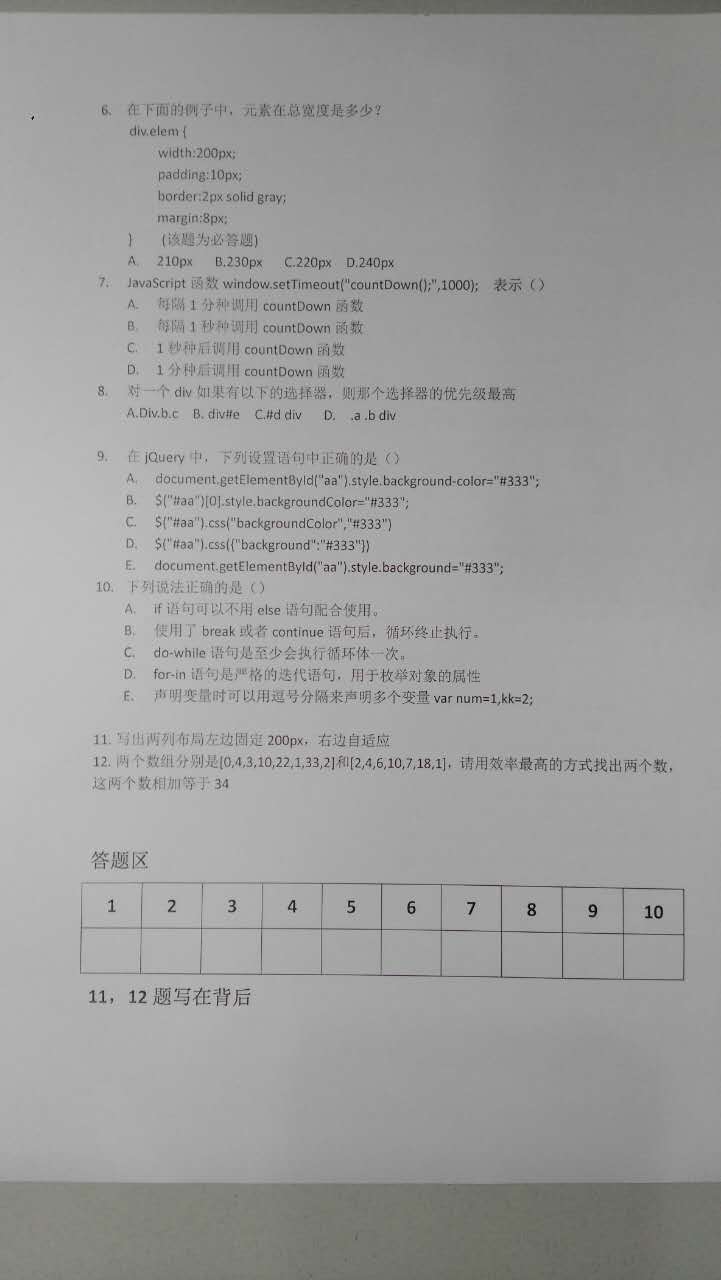 6. 在下面的例子中，元素在总宽度是多少？
div.elem {
width:200px;
padding:10px;
border:2px solid gray;
margin:8px;
} (该题为必答题)
A. 210px B.230px C.220px D.240px
7. JavaScript 函数 window.setTimeout("countDown();",1000); 表示（）
A. 每隔 1 分种调用 countDown 函数
B. 每隔 1 秒种调用 countDown 函数
C. 1 秒种后调用 countDown 函数
D. 1 分种后调用 countDown 函数
8. 对一个 div 如果有以下的选择器，则那个选择器的优先级最高
A.Div.b.c B. div#e C.#d div D. .a .b div
9. 在 jQuery 中，下列设置语句中正确的是（）
A. document.getElementById("aa").style.background-color="#333";
B. $("#aa")[0].style.backgroundColor="#333";
C. $("#aa").css("backgroundColor","#333")
D. $("#aa").css({"background":"#333"})
E. document.getElementById("aa").style.background="#333";
10. 下列说法正确的是（）
A. if 语句可以不用 else 语句配合使用。
B. 使用了 break 或者 continue 语句后，循环终止执行。
C. do-while 语句是至少会执行循环体一次。
D. for-in 语句是严格的迭代语句，用于枚举对象的属性
E. 声明变量时可以用逗号分隔来声明多个变量 var num=1,kk=2;
11. 写出两列布局左边固定 200px，右边自适应
12. 两个数组分别是[0,4,3,10,22,1,33,2]和[2,4,6,10,7,18,1]，请用效率最高的方式找出两个数，
这两个数相加等于 34
答题区
1 2 3 4 5 6 7 8 9 10
11，12 题写在背后